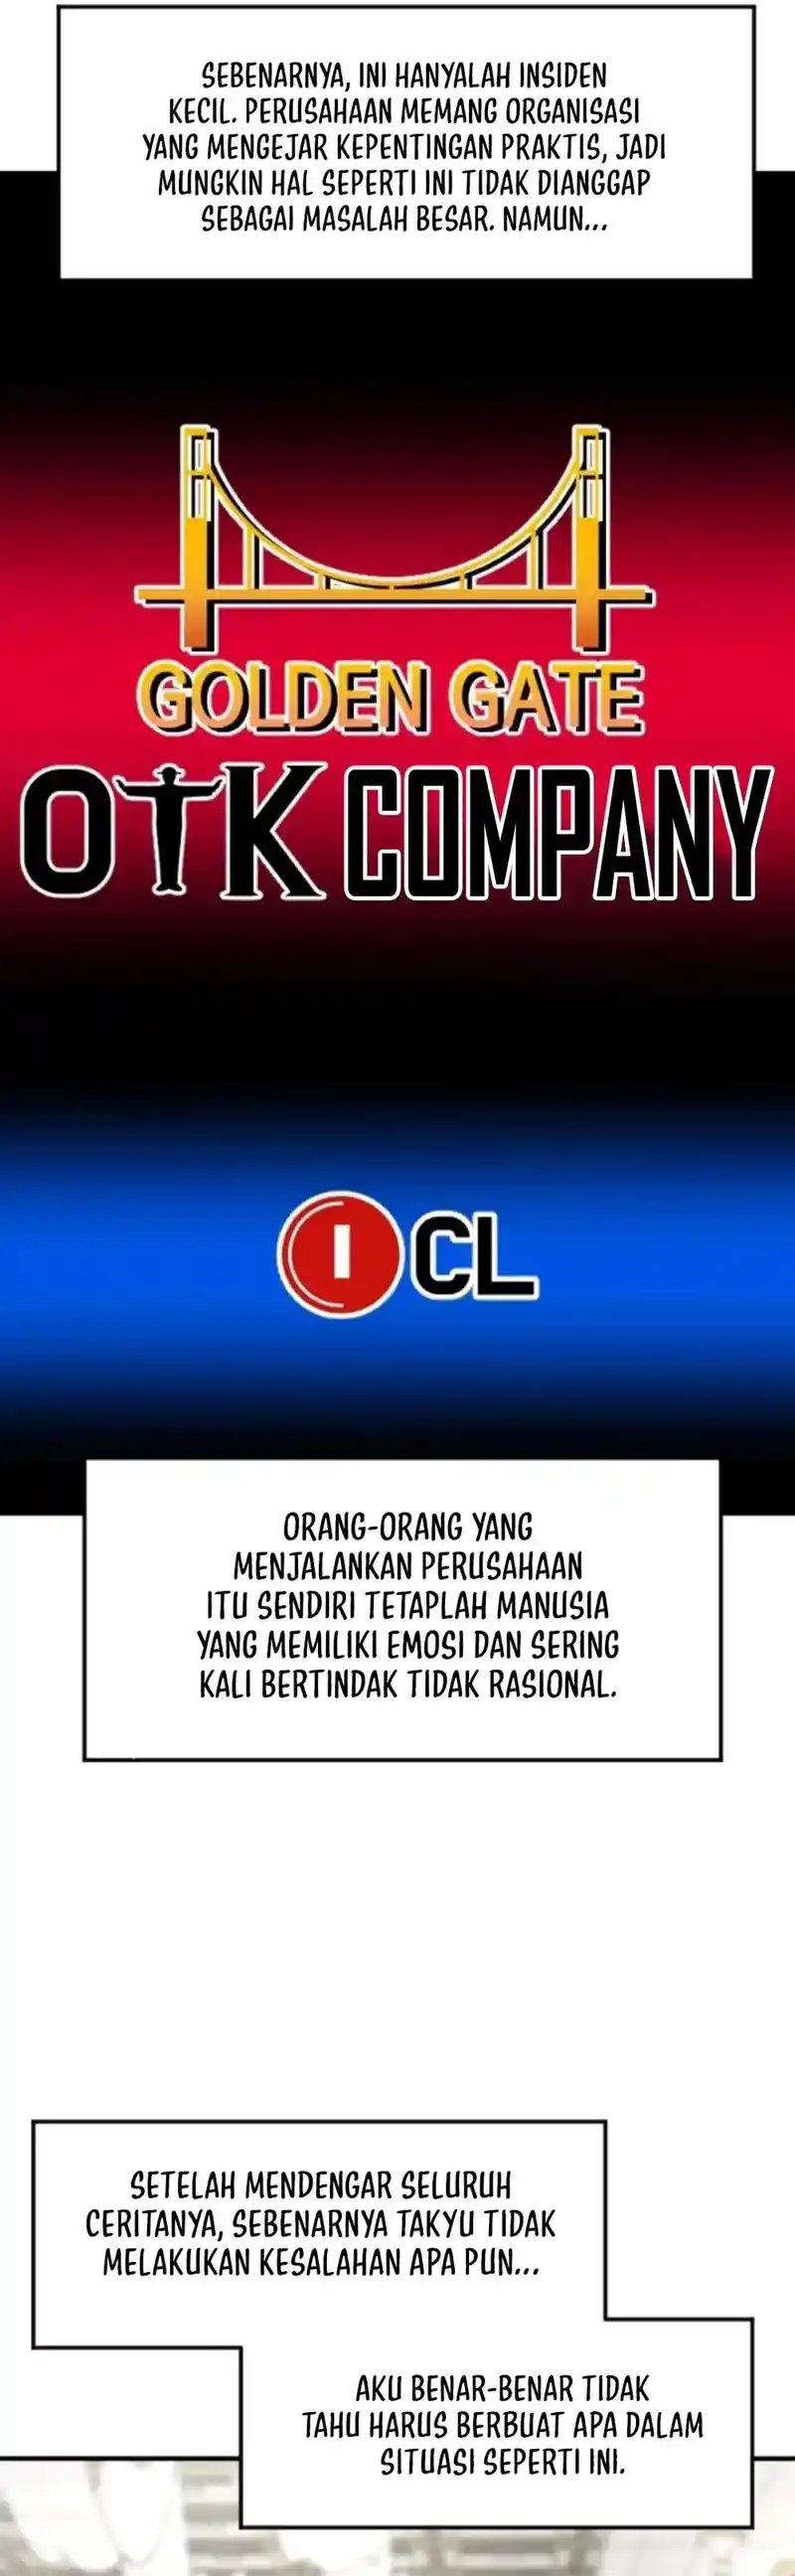 SEBENARNYA, INI HANYALAH INSIDEN
KECIL. PERUSAHAAN MEMANG ORGANISASI
YANG MENGEJAR KEPENTINGAN PRAKTIS, JADI
MUNGKIN HAL SEPERTI INI TIDAK DIANGGAP
SEBAGAI MASALAH BESAR. NAMUN...
GOLDEN GATE
OTK COMPANY
I CL
ORANG-ORANG YANG
MENJALANKAN PERUSAHAAN
ITU SENDIRI TETAPLAH MANUSIA
YANG MEMILIKI EMOSI DAN SERING
KALI BERTINDAK TIDAK RASIONAL.
SETELAH MENDENGAR SELURUH
CERITANYA, SEBENARNYA TAKYU TIDAK
MELAKUKAN KESALAHAN APA PUN...
AKU BENAR-BENAR TIDAK
TAHU HARUS BERBUAT APA DALAM
SITUASI SEPERTI INI.